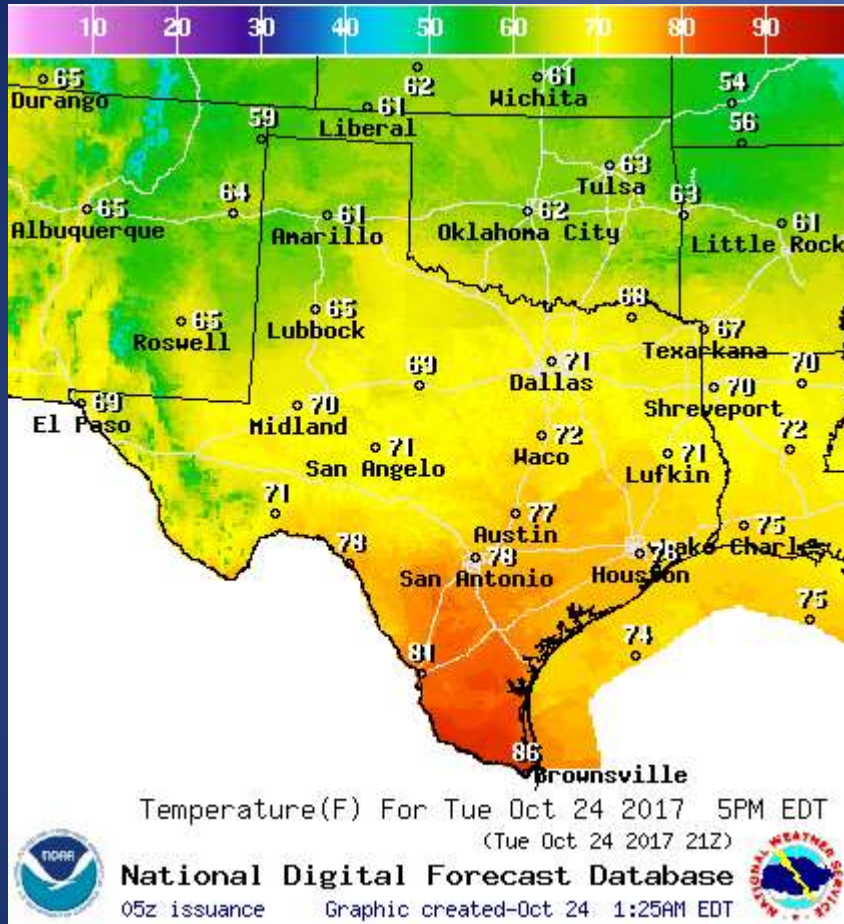 10 20 30 40 50 60 70 80 90
65
Durango
62
61
Wichita
54
61
Liberal
59
56
63
Tulsa
65
Albuquerque
64
61
Amarillo
62
Oklahoma City
63
61
Little Rock
65
Roswell
65
Lubbock
68
67
Texarkana
69
El Paso
70
Midland
69
71
Dallas
70
Shreveport
70
71
San Angelo
72
Waco
71
Lufkin
72
71
77
Austin
75
Lake Charles
78
78
San Antonio
78
Houston
81
74
75
86
Brownsville
Temperature(F) For Tue Oct 24 2017 5PM EDT
(Tue Oct 24 2017 21Z)
National Digital Forecast Database
05z issuance Graphic created-Oct 24 1:25AM EDT
NOAA
NATIONAL WEATHER SERVICE